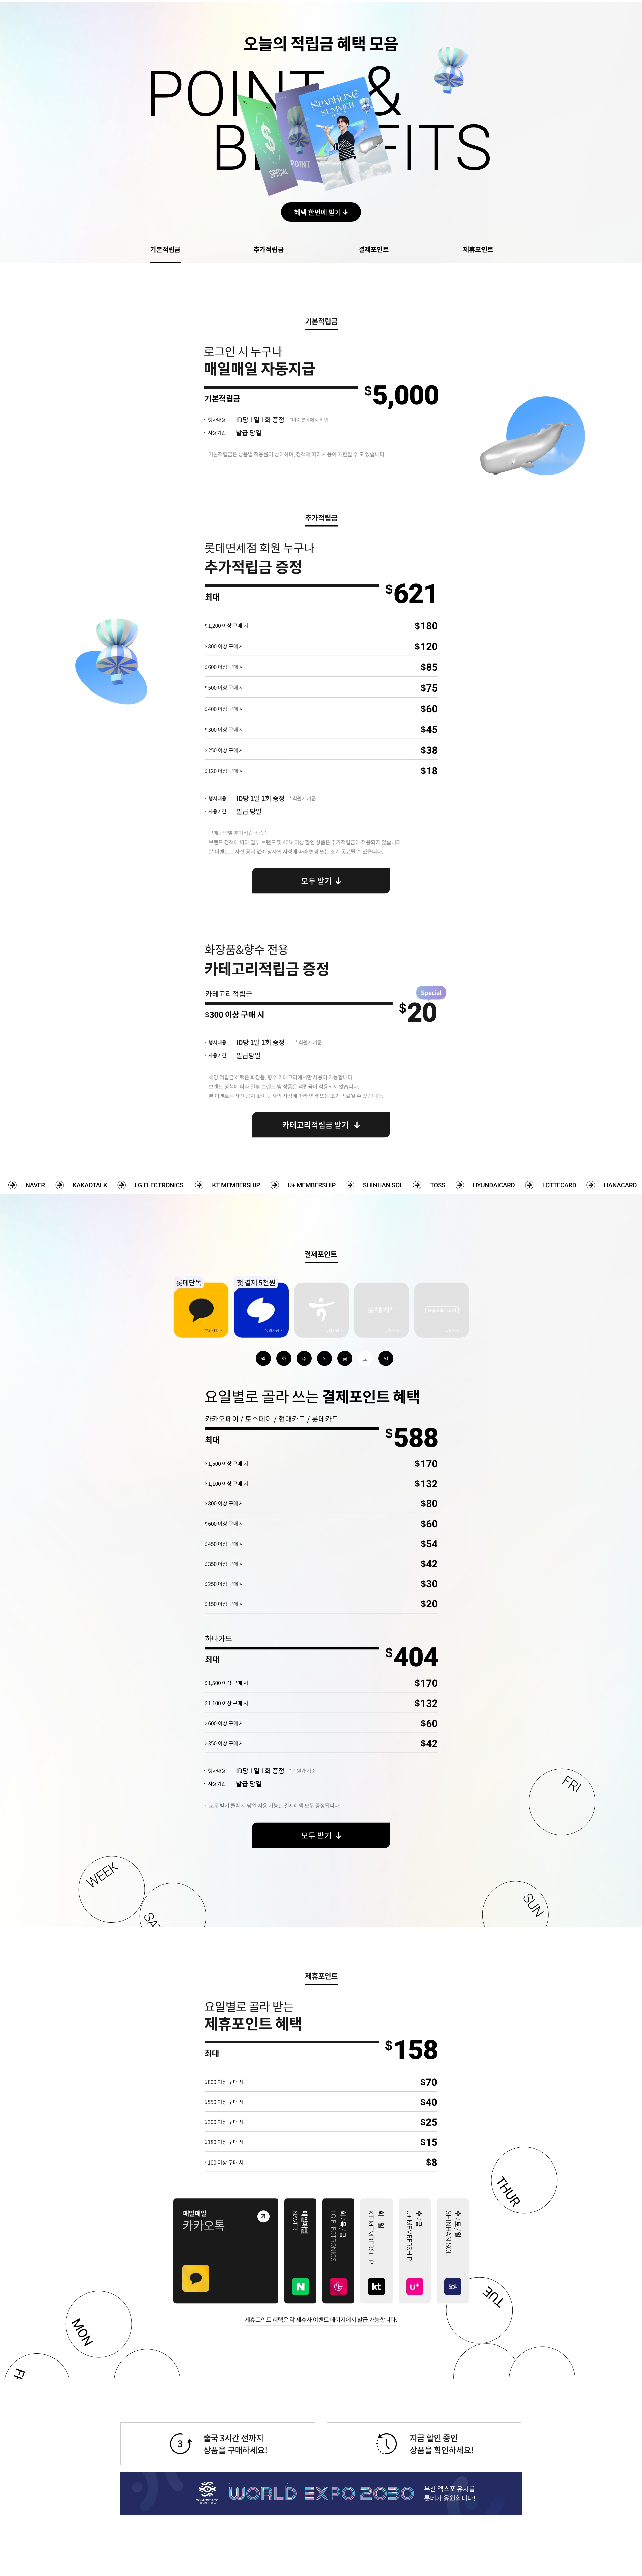 오늘의 적립금 혜택 모음
POINT &
SPARKLING
SUMMER
SPECIAL
POINT
혜택 한번에 받기
기본적립금
추가적립금
결제포인트
제휴포인트
기본적립금
로그인 시 누구나
매일매일 자동지급
기본적립금
$5,000
· 행사내용 ID당 1일 1회 증정 *마이롯데에서 확인
· 사용기간 발급 당일
· 기본적립금은 상품별 적용률이 상이하며, 정책에 따라 사용이 제한될 수 도 있습니다.
추가적립금
롯데면세점 회원 누구나
추가적립금 증정
최대
$621
$1,200 이상 구매 시 $180
$800 이상 구매 시 $120
$600 이상 구매 시 $85
$500 이상 구매 시 $75
$400 이상 구매 시 $60
$300 이상 구매 시 $45
$250 이상 구매 시 $38
$120 이상 구매 시 $18
· 행사내용 ID당 1일 1회 증정 * 회원가 기준
· 사용기간 발급 당일
· 구매금액별 추가적립금 증정
· 브랜드 정책에 따라 일부 브랜드 및 40% 이상 할인 상품은 추가적립금이 적용되지 않습니다.
· 본 이벤트는 사전 공지 없이 당사의 사정에 따라 변경 또는 조기 종료될 수 있습니다.
모두 받기
화장품&향수 전용
카테고리적립금 증정
카테고리적립금
Special
$300 이상 구매 시
$20
· 행사내용 ID당 1일 1회 증정 * 회원가 기준
· 사용기간 발급당일
· 해당 적립금 혜택은 화장품, 향수 카테고리에서만 사용이 가능합니다.
· 브랜드 정책에 따라 일부 브랜드 및 상품은 적립금이 적용되지 않습니다.
· 본 이벤트는 사전 공지 없이 당사의 사정에 따라 변경 또는 조기 종료될 수 있습니다.
카테고리적립금 받기
NAVER KAKAOTALK LG ELECTRONICS KT MEMBERSHIP U+ MEMBERSHIP SHINHAN SOL TOSS HYUNDAICARD LOTTECARD HANACARD
결제포인트
롯데단독
첫 결제 5천원
롯데카드
월 화 수 목 금 토 일
요일별로 골라 쓰는 결제포인트 혜택
카카오페이 / 토스페이 / 현대카드 / 롯데카드
최대
$588
$1,500 이상 구매 시 $170
$1,100 이상 구매 시 $132
$800 이상 구매 시 $80
$600 이상 구매 시 $60
$450 이상 구매 시 $54
$350 이상 구매 시 $42
$250 이상 구매 시 $30
$150 이상 구매 시 $20
하나카드
최대
$404
$1,500 이상 구매 시 $170
$1,100 이상 구매 시 $132
$600 이상 구매 시 $60
$350 이상 구매 시 $42
· 행사내용 ID당 1일 1회 증정 * 회원가 기준
· 사용기간 발급 당일
· 모두 받기 클릭 시 당일 사용 가능한 결제혜택 모두 증정됩니다.
모두 받기
FRI
WEEK
SUN
제휴포인트
요일별로 골라 받는
제휴포인트 혜택
최대
$158
$800 이상 구매 시 $70
$550 이상 구매 시 $40
$300 이상 구매 시 $25
$180 이상 구매 시 $15
$100 이상 구매 시 $8
THUR
매일매일
카카오톡
매일매일
NAVER
N
화/목/금
LG ELECTRONICS
화 일
KT MEMBERSHIP
kt
수 금
U+ MEMBERSHIP
U+
수/토/일
SHINHAN SOL
SOL
TUE
MON
제휴포인트 혜택은 각 제휴사 이벤트 페이지에서 발급 가능합니다.
3
출국 3시간 전까지
상품을 구매하세요!
지금 할인 중인
상품을 확인하세요!
WORLD EXPO 2030
부산 엑스포 유치를
롯데가 응원합니다!